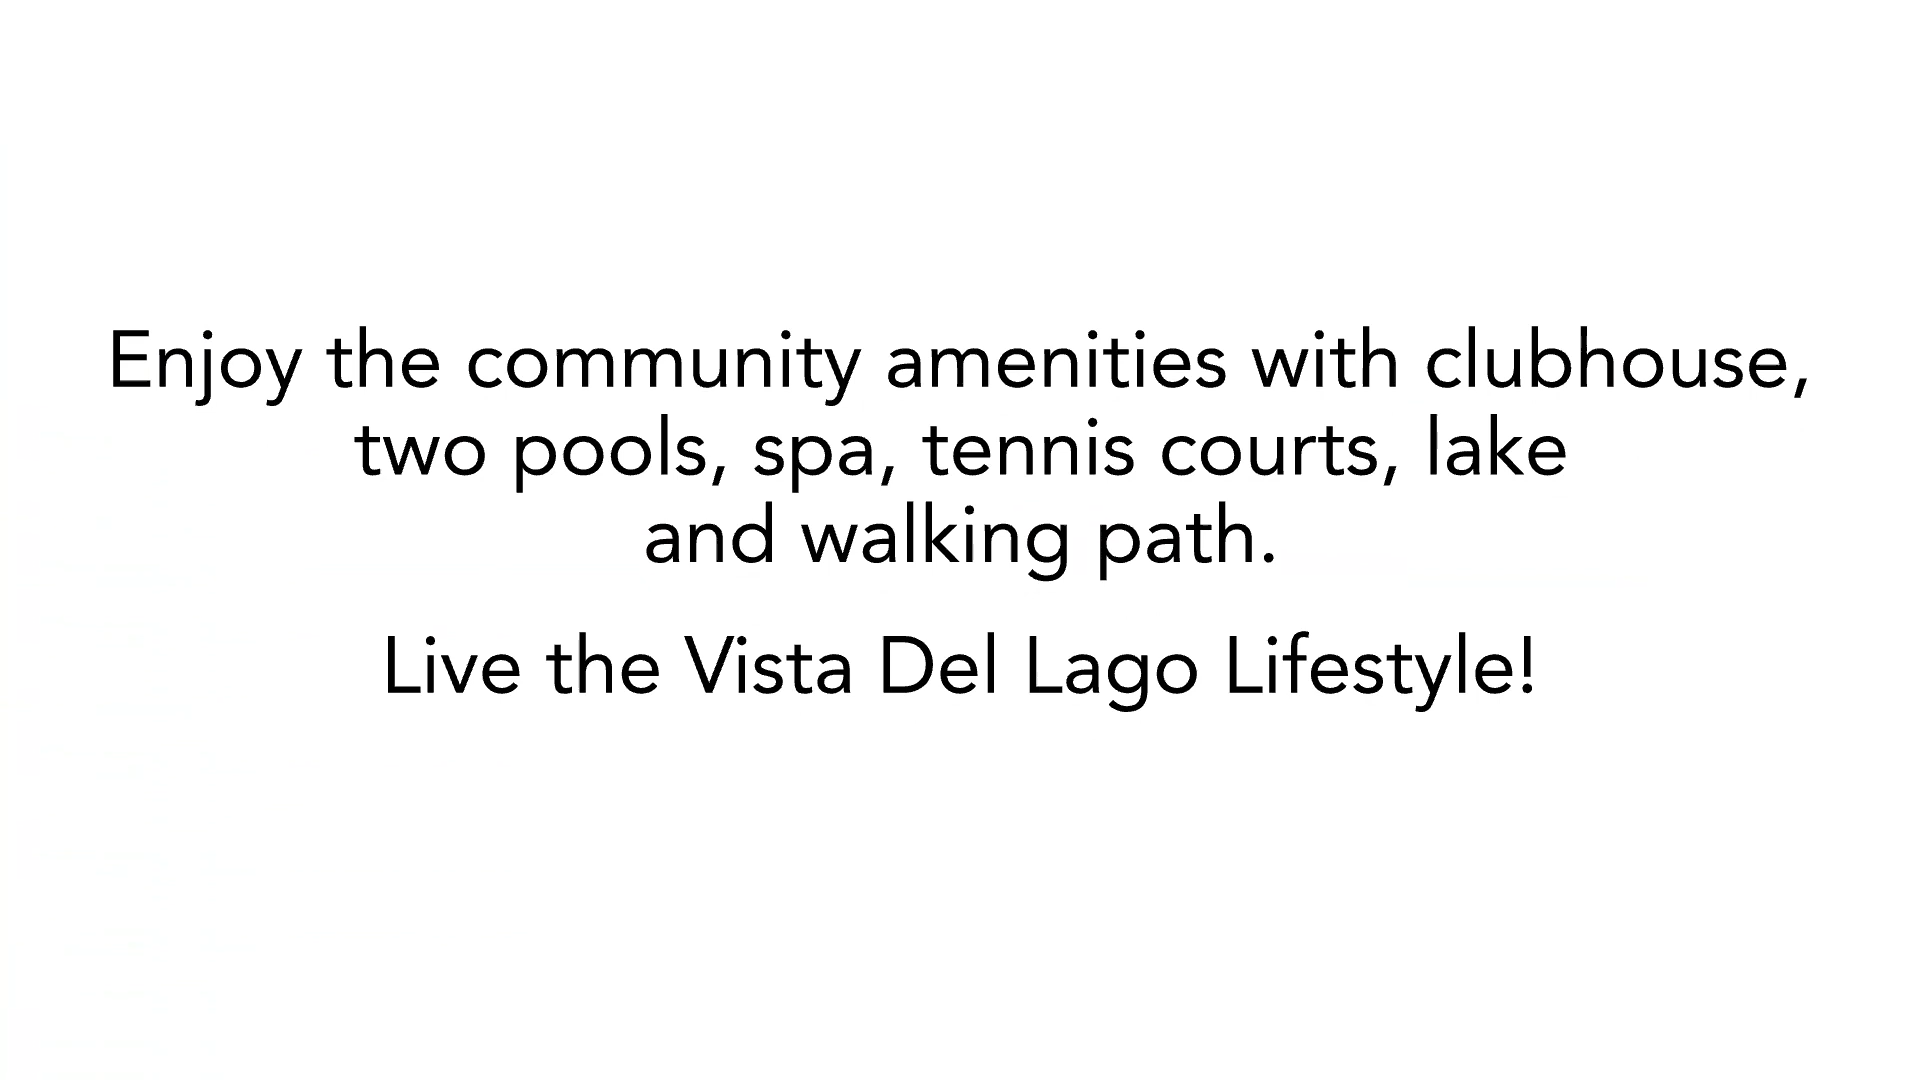 Enjoy the community amenities with clubhouse,
two pools, spa, tennis courts, lake
and walking path.
Live the Vista Del Lago Lifestyle!